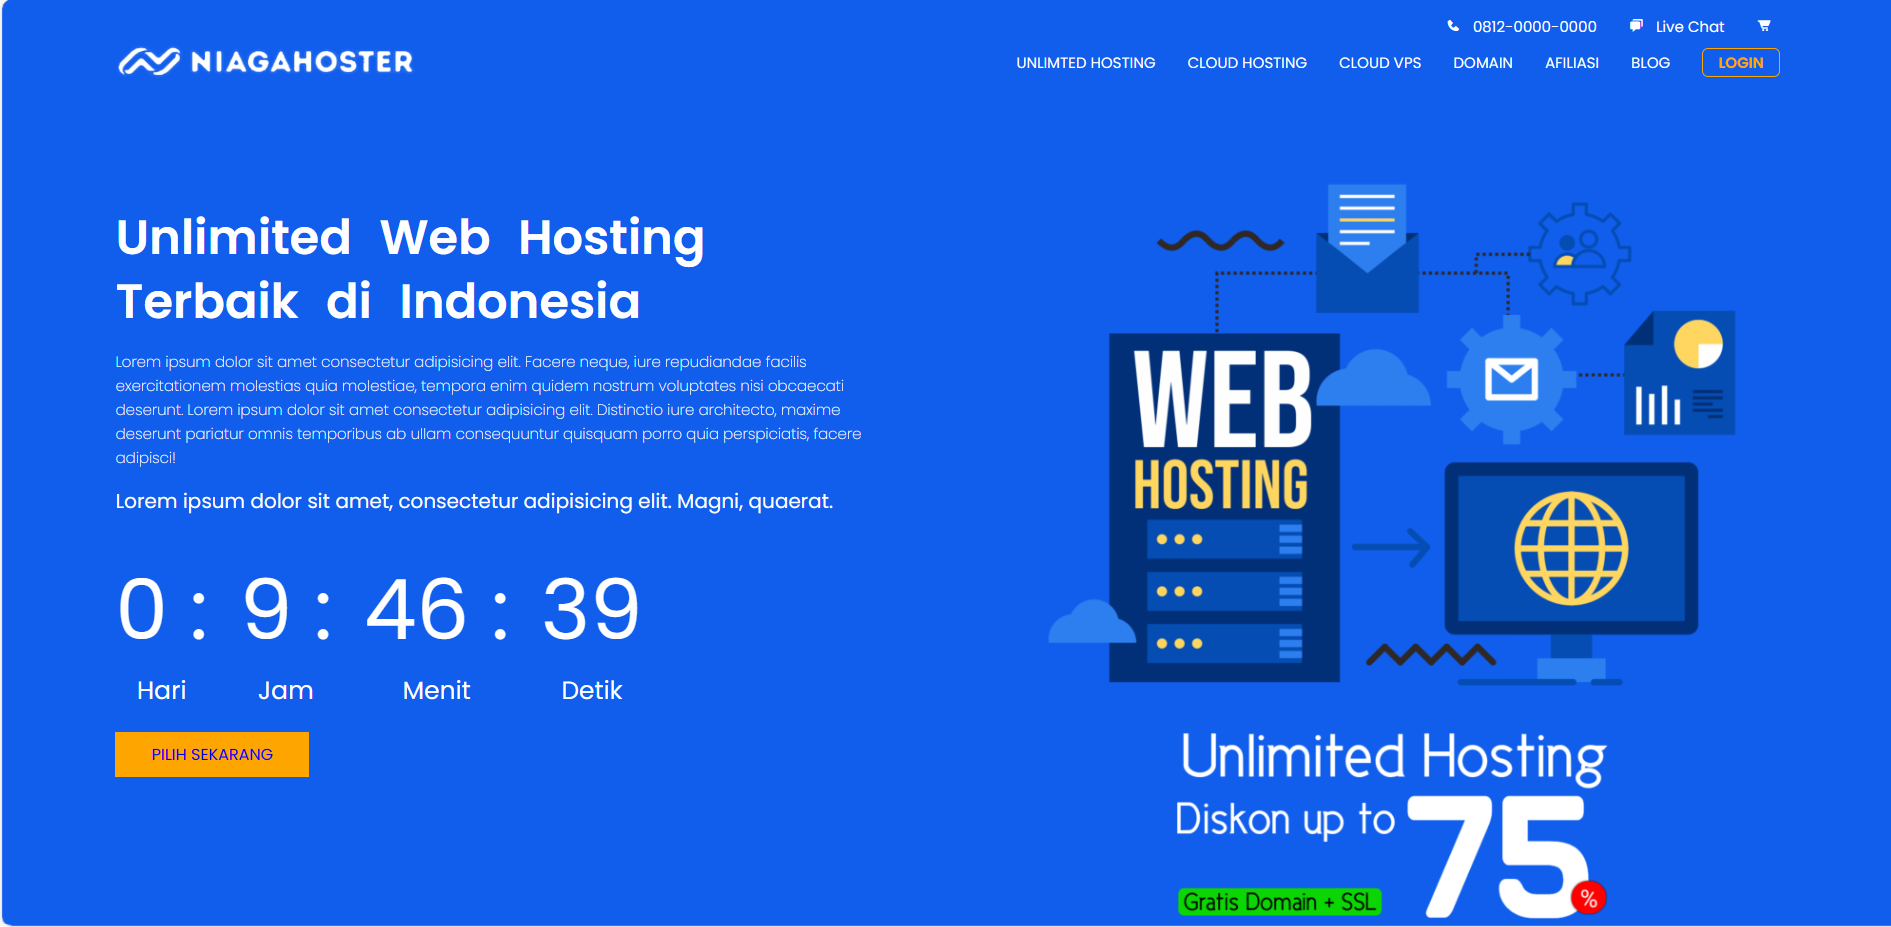 0812-0000-0000 Live Chat
NIAGAHOSTER
UNLIMTED HOSTING CLOUD HOSTING CLOUD VPS DOMAIN AFILIASI BLOG LOGIN
Unlimited Web Hosting
Terbaik di Indonesia
Lorem ipsum dolor sit amet consectetur adipisicing elit. Facere neque, iure repudiandae facilis
exercitationem molestias quia molestiae, tempora enim quidem nostrum voluptates nisi obcaecati
deserunt. Lorem ipsum dolor sit amet consectetur adipisicing elit. Distinctio iure architecto, maxime
deserunt pariatur omnis temporibus ab ullam consequuntur quisquam porro quia perspiciatis, facere
adipisci!
Lorem ipsum dolor sit amet, consectetur adipisicing elit. Magni, quaerat.
0 : 9 : 46 : 39
Hari Jam Menit Detik
PILIH SEKARANG
WEB
HOSTING
Unlimited Hosting
Diskon up to 75 %
Gratis Domain + SSL